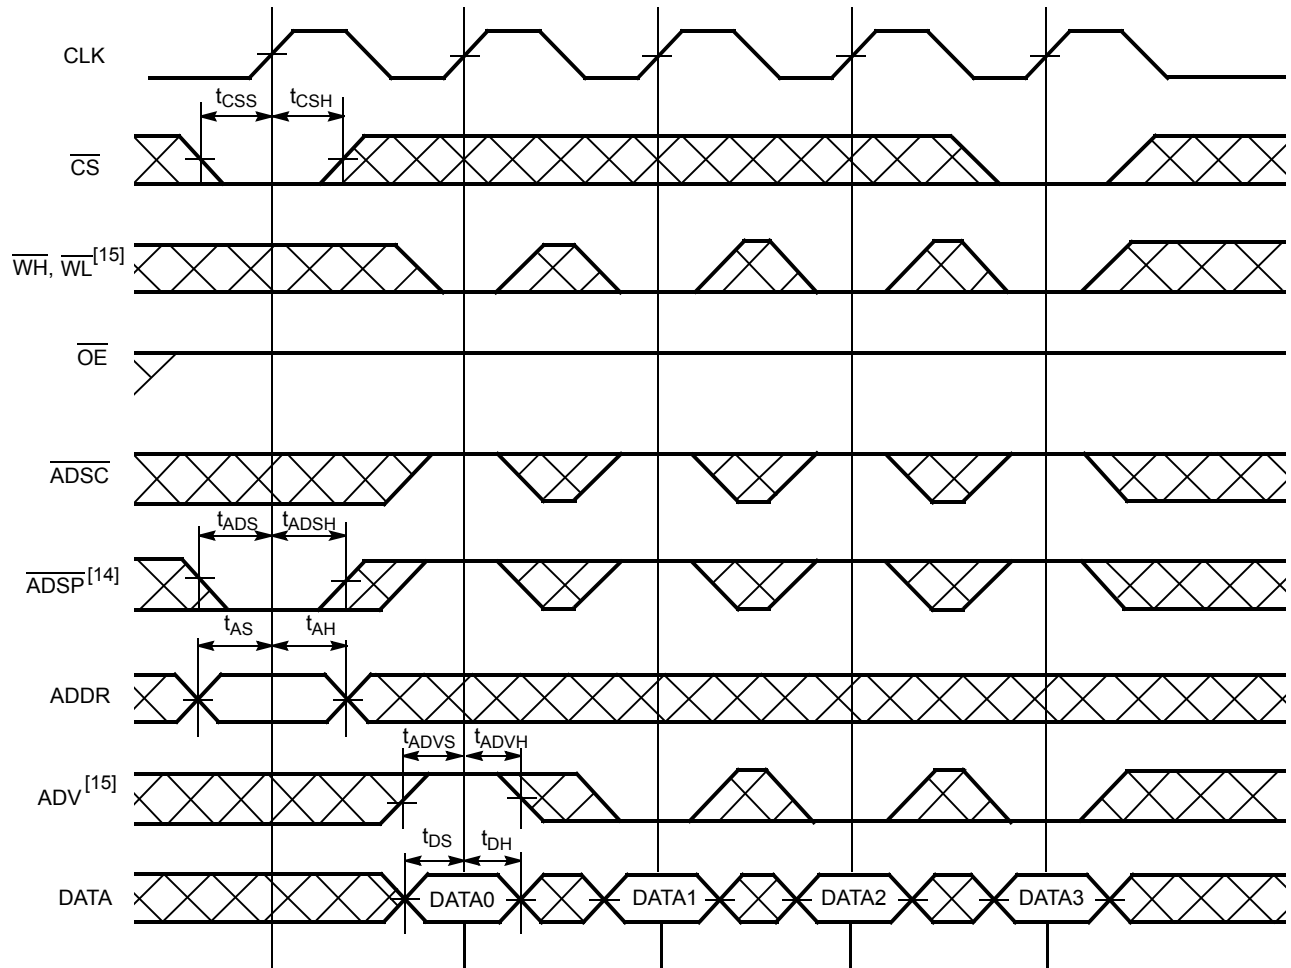 CLK
tCSS tCSH
CS
WH, WL[15]
OE
ADSC
tADS tADSH
ADSP[14]
tAS tAH
ADDR
tADVS tADVH
ADV[15]
tDS tDH
DATA DATA0 DATA1 DATA2 DATA3